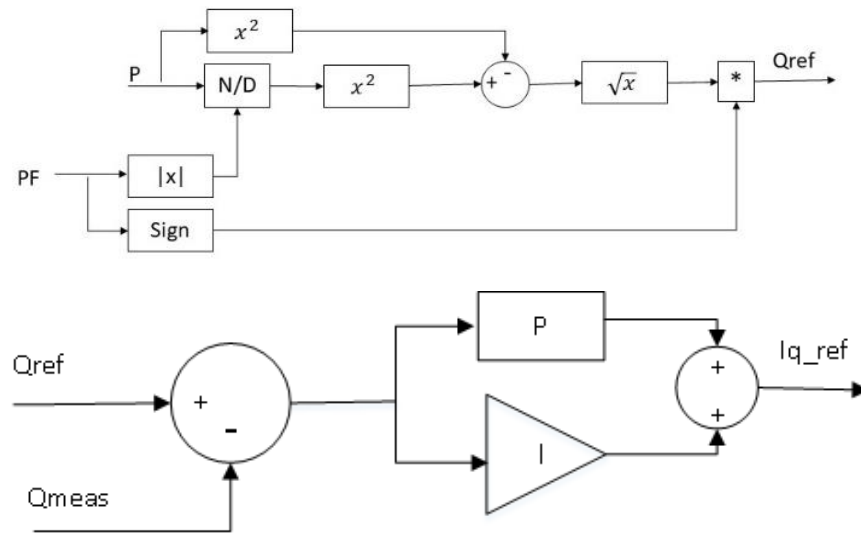 x²
P
N/D
x²
+ -
√x
*
Qref
PF
|x|
Sign
Qref
+
-
Qmeas
P
I
+
+
Iq_ref